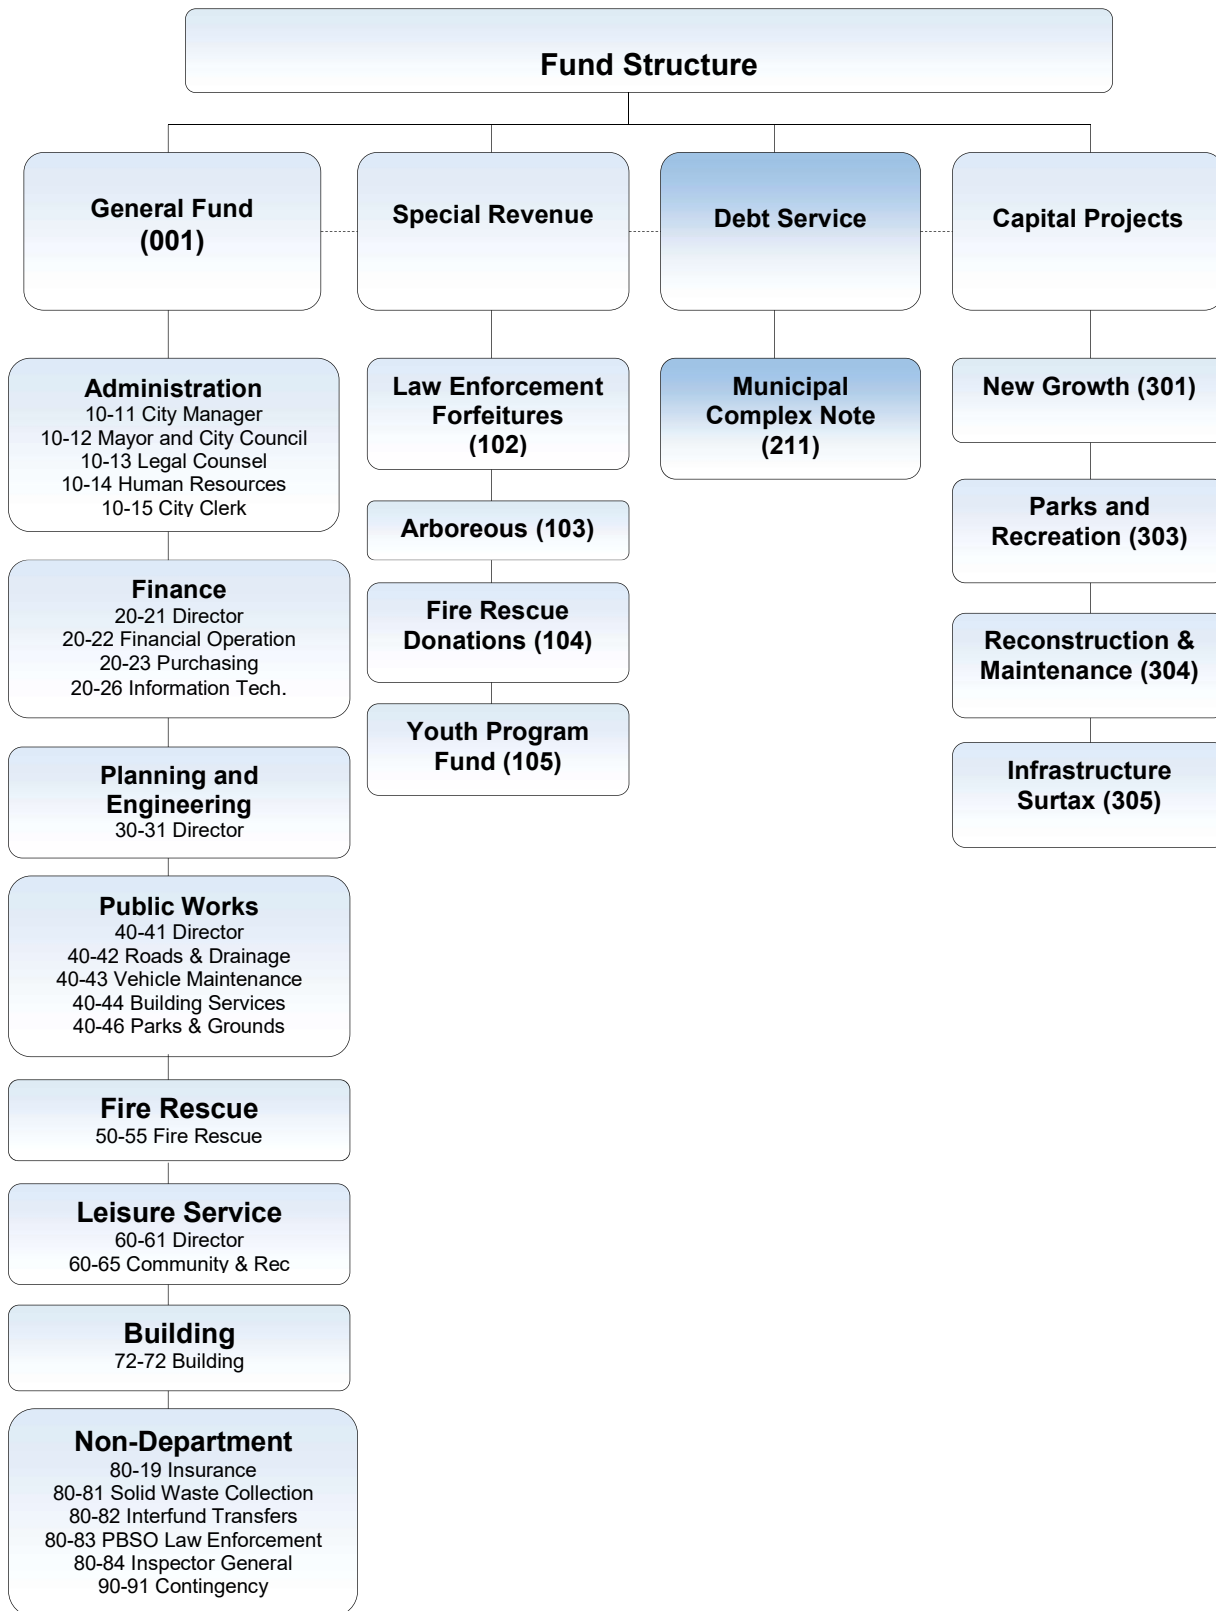 Fund Structure
General Fund
(001)
Special Revenue
Debt Service
Capital Projects
Administration
10-11 City Manager
10-12 Mayor and City Council
10-13 Legal Counsel
10-14 Human Resources
10-15 City Clerk
Finance
20-21 Director
20-22 Financial Operation
20-23 Purchasing
20-26 Information Tech.
Planning and
Engineering
30-31 Director
Public Works
40-41 Director
40-42 Roads & Drainage
40-43 Vehicle Maintenance
40-44 Building Services
40-46 Parks & Grounds
Fire Rescue
50-55 Fire Rescue
Leisure Service
60-61 Director
60-65 Community & Rec
Building
72-72 Building
Non-Department
80-19 Insurance
80-81 Solid Waste Collection
80-82 Interfund Transfers
80-83 PBSO Law Enforcement
80-84 Inspector General
90-91 Contingency
Law Enforcement
Forfeitures
(102)
Arboreous (103)
Fire Rescue
Donations (104)
Youth Program
Fund (105)
Municipal
Complex Note
(211)
New Growth (301)
Parks and
Recreation (303)
Reconstruction &
Maintenance (304)
Infrastructure
Surtax (305)